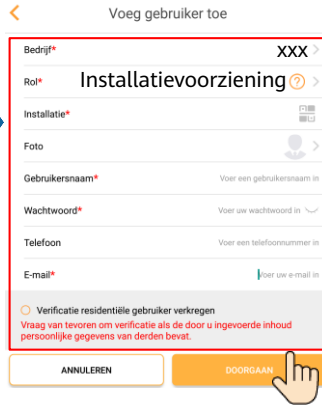 Voeg gebruiker toe
Bedrijf* XXX
Rol* Installatievoorziening ?
Installatie*
Foto
Gebruikersnaam* Voer een gebruikersnaam in
Wachtwoord* Voer uw wachtwoord in
Telefoon Voer een telefoonnummer in
E-mail* Voer uw e-mail in
Verificatie residentiële gebruiker verkregen
Vraag van tevoren om verificatie als de door u ingevoerde inhoud
persoonlijke gegevens van derden bevat.
ANNULEREN DOORGAAN